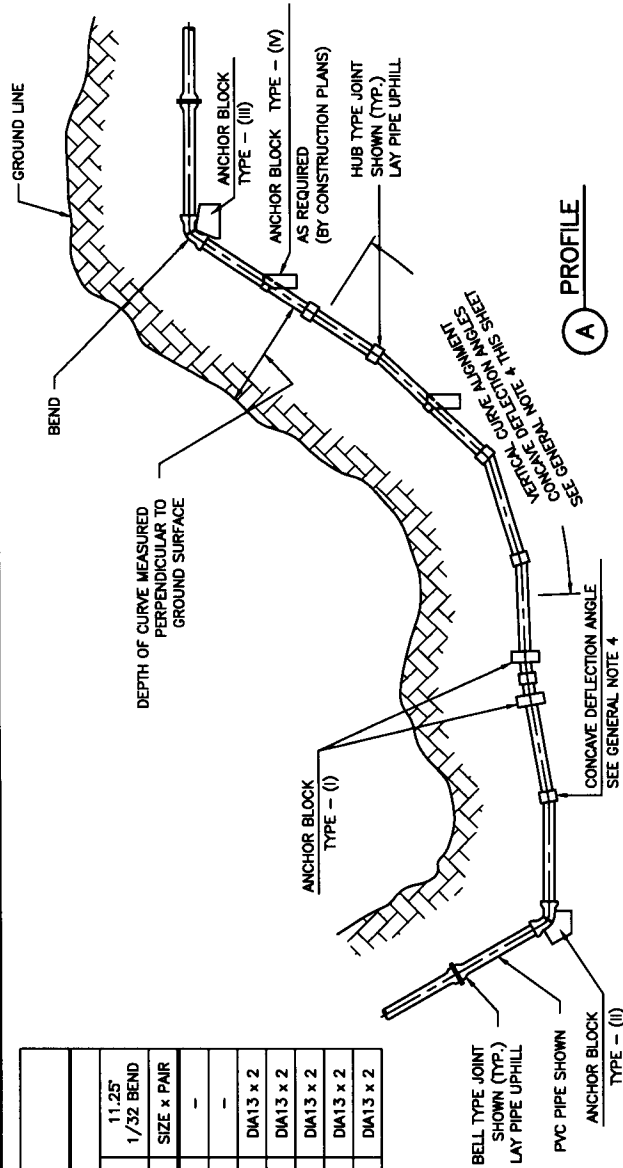 GROUND LINE
BEND
ANCHOR BLOCK
TYPE - (III)
ANCHOR BLOCK TYPE - (IV)
AS REQUIRED
(BY CONSTRUCTION PLANS)
HUB TYPE JOINT
SHOWN (TYP.)
LAY PIPE UPHILL
DEPTH OF CURVE MEASURED
PERPENDICULAR TO
GROUND SURFACE
VERTICAL CURVE ALIGNMENT
CONCAVE DEFLECTION ANGLES
SEE GENERAL NOTE 4 THIS SHEET
A PROFILE
ANCHOR BLOCK
TYPE - (I)
CONCAVE DEFLECTION ANGLE
SEE GENERAL NOTE 4
BELL TYPE JOINT
SHOWN (TYP.)
LAY PIPE UPHILL
PVC PIPE SHOWN
ANCHOR BLOCK
TYPE - (II)
11.25°
1/32 BEND
SIZE x PAIR
-
-
DIA13 x 2
DIA13 x 2
DIA13 x 2
DIA13 x 2
DIA13 x 2